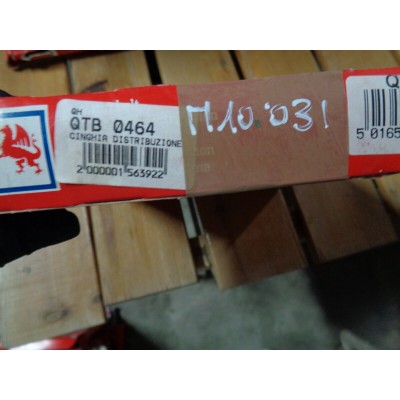 QH
QTB 0464
CINGHIA DISTRIBUZIONE
2 000001 563922
M10.031
Q
5 0165